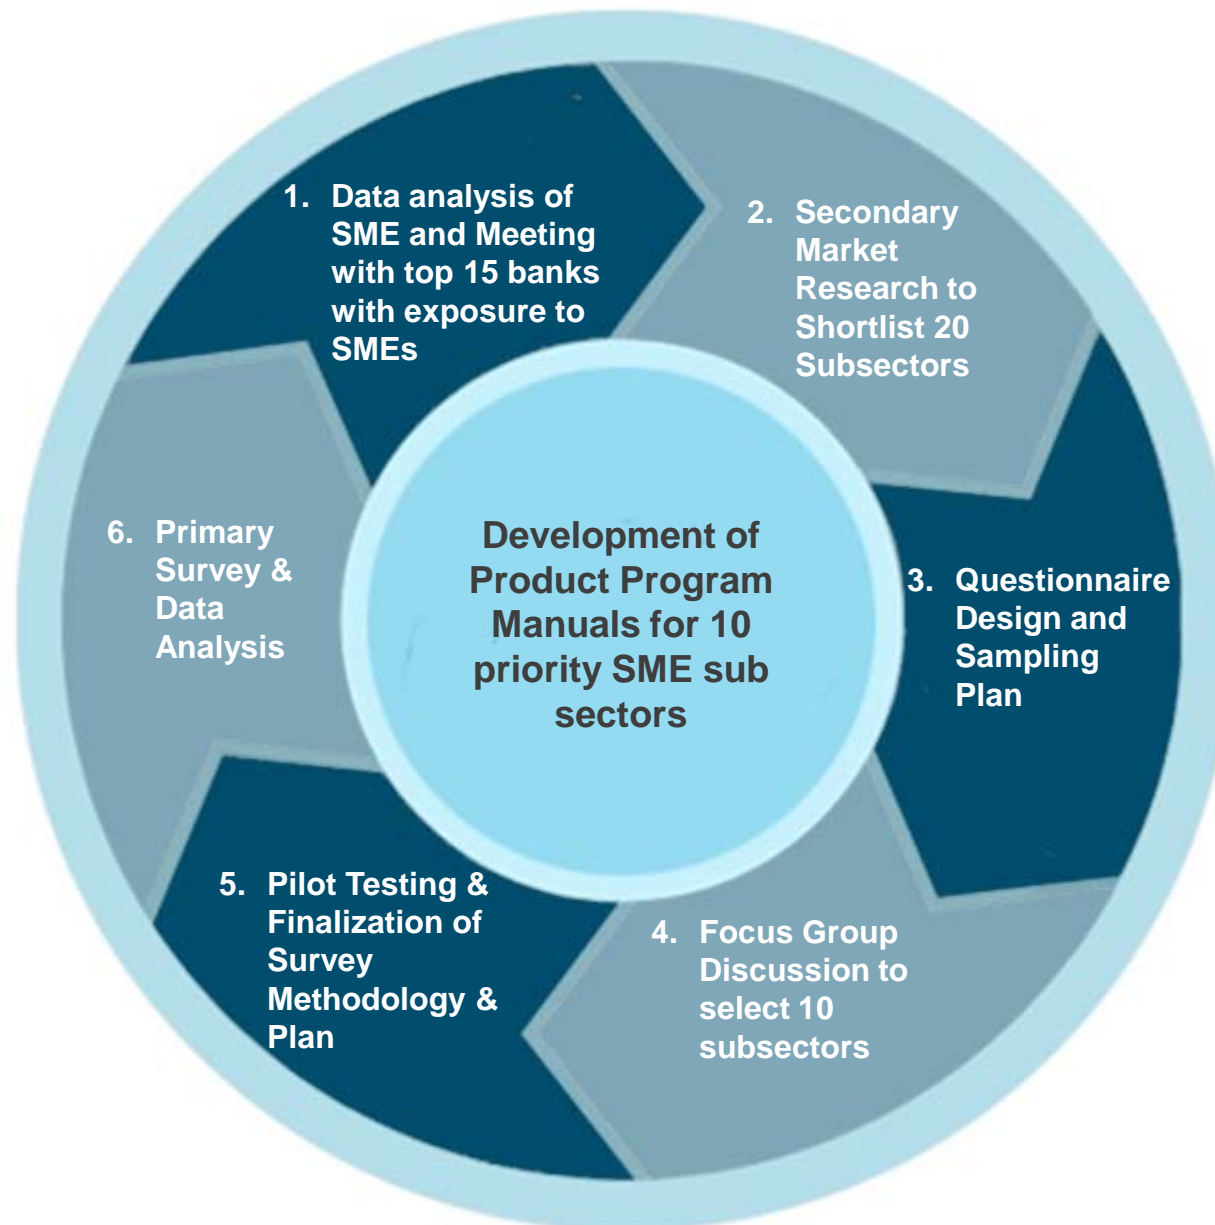 1. Data analysis of
SME and Meeting
with top 15 banks
with exposure to
SMEs
2. Secondary
Market
Research to
Shortlist 20
Subsectors
3. Questionnaire
Design and
Sampling
Plan
4. Focus Group
Discussion to
select 10
subsectors
5. Pilot Testing &
Finalization of
Survey
Methodology &
Plan
6. Primary
Survey &
Data
Analysis
Development of
Product Program
Manuals for 10
priority SME sub
sectors